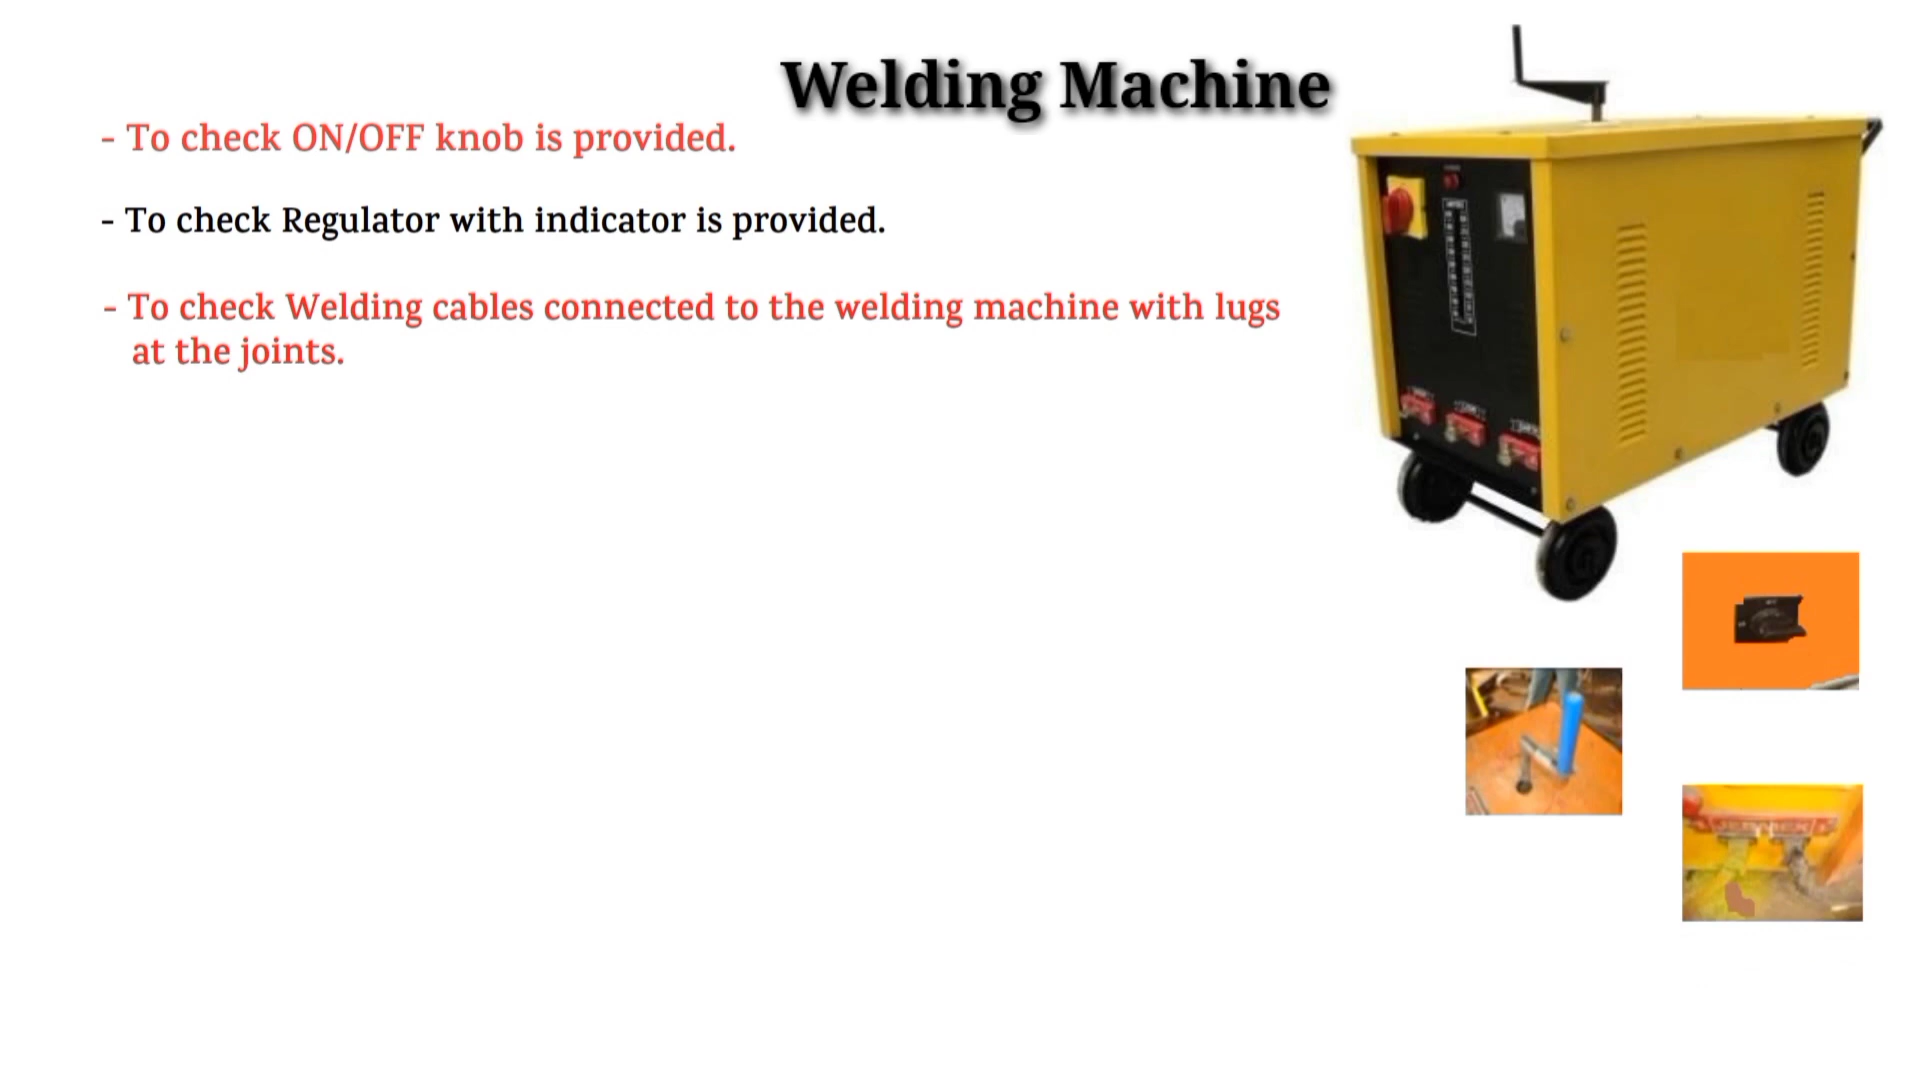 Welding Machine
- To check ON/OFF knob is provided.
- To check Regulator with indicator is provided.
- To check Welding cables connected to the welding machine with lugs
at the joints.